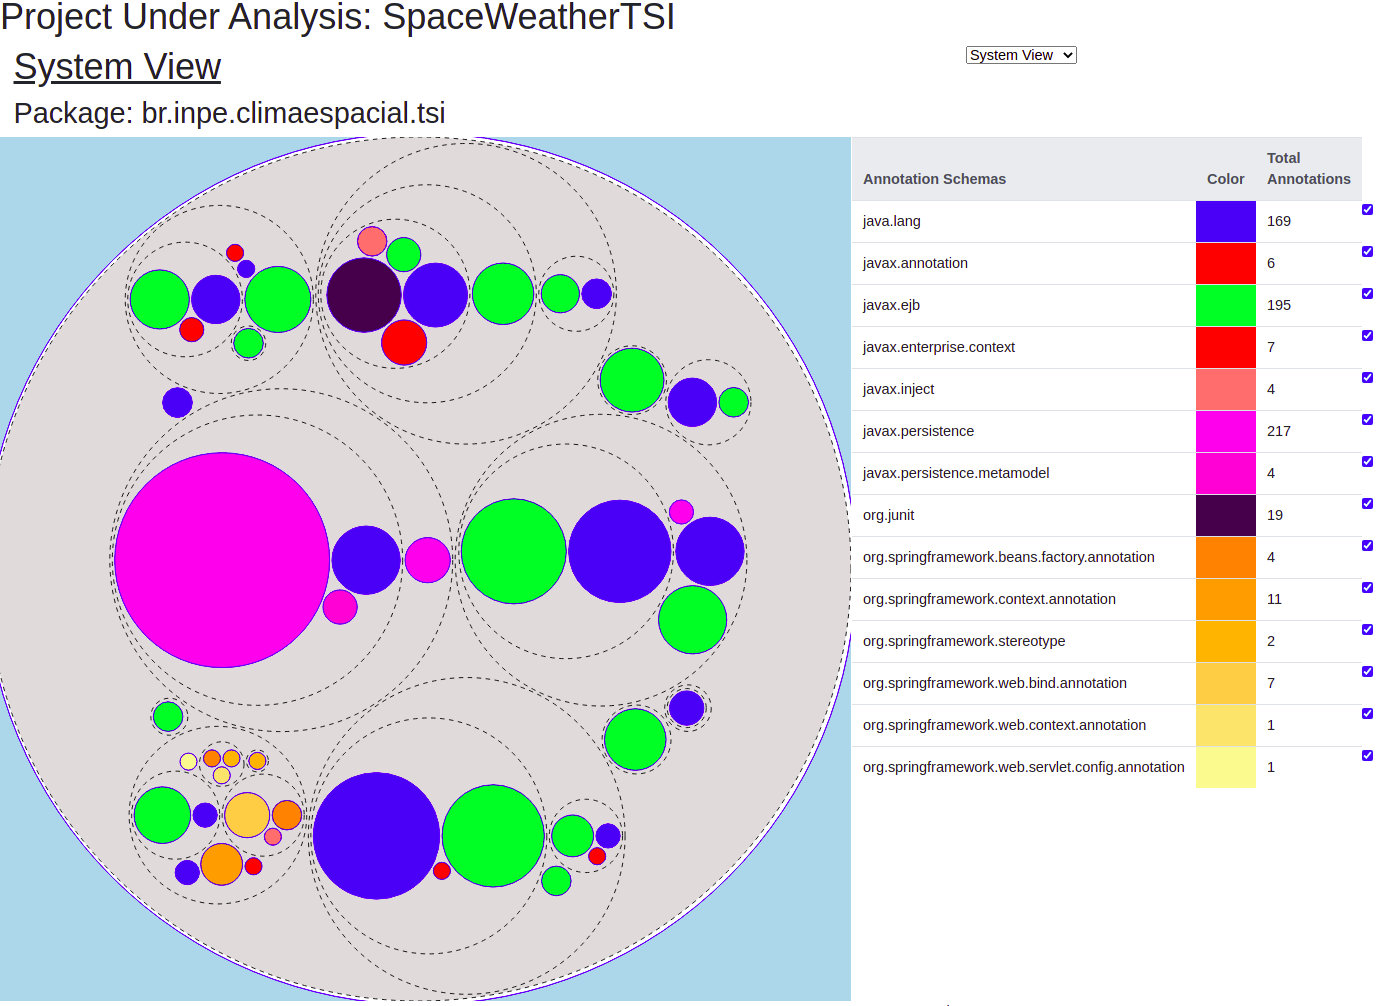 Project Under Analysis: SpaceWeatherTSI
System View
System View
Package: br.inpe.climaespacial.tsi
Annotation Schemas Color Total Annotations
java.lang 169
javax.annotation 6
javax.ejb 195
javax.enterprise.context 7
javax.inject 4
javax.persistence 217
javax.persistence.metamodel 4
org.junit 19
org.springframework.beans.factory.annotation 4
org.springframework.context.annotation 11
org.springframework.stereotype 2
org.springframework.web.bind.annotation 7
org.springframework.web.context.annotation 1
org.springframework.web.servlet.config.annotation 1